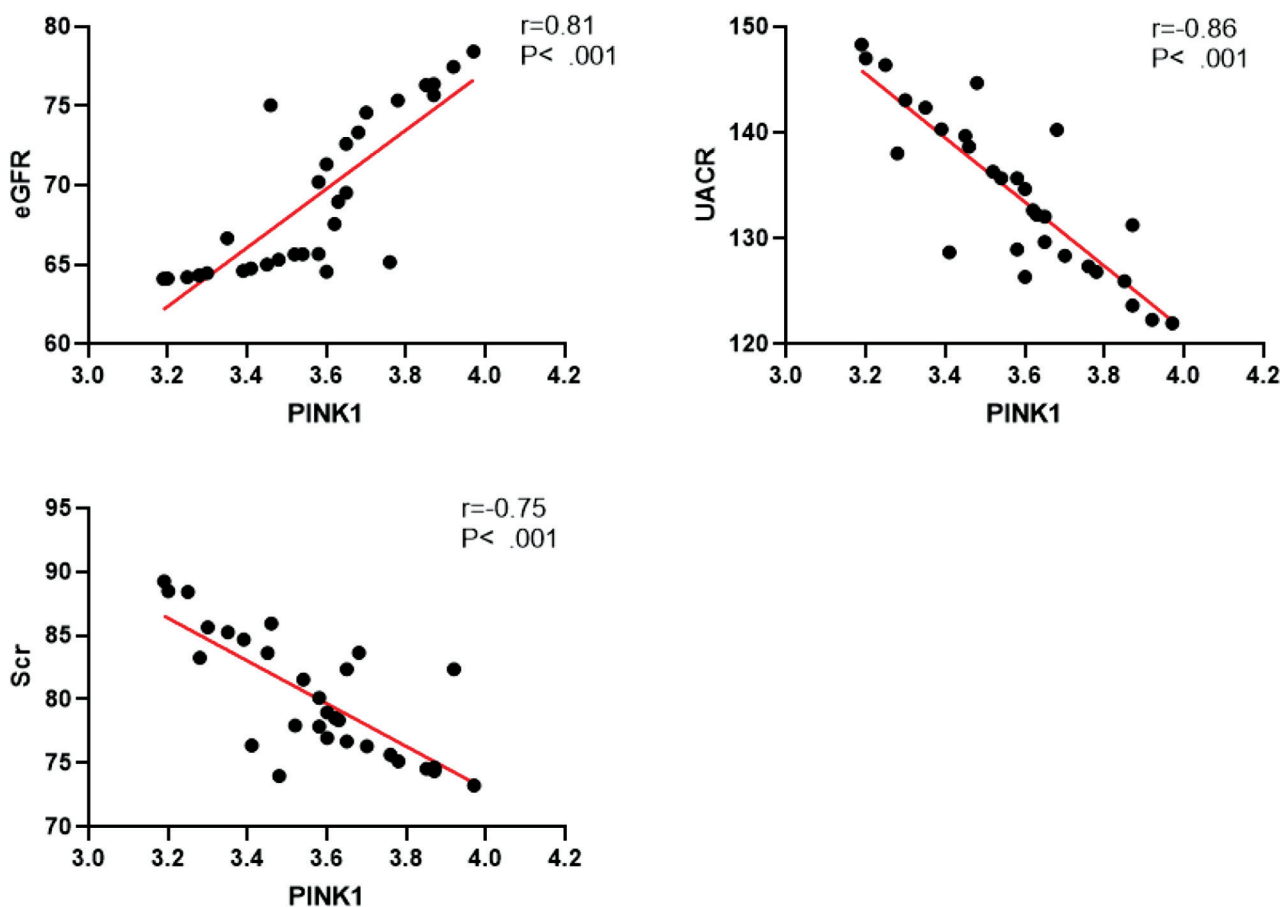 r=0.81
P< .001
80
75
70
65
60
eGFR
3.0 3.2 3.4 3.6 3.8 4.0 4.2
PINK1
r=-0.86
P< .001
150
140
130
120
UACR
3.0 3.2 3.4 3.6 3.8 4.0 4.2
PINK1
r=-0.75
P< .001
95
90
85
80
75
70
Scr
3.0 3.2 3.4 3.6 3.8 4.0 4.2
PINK1